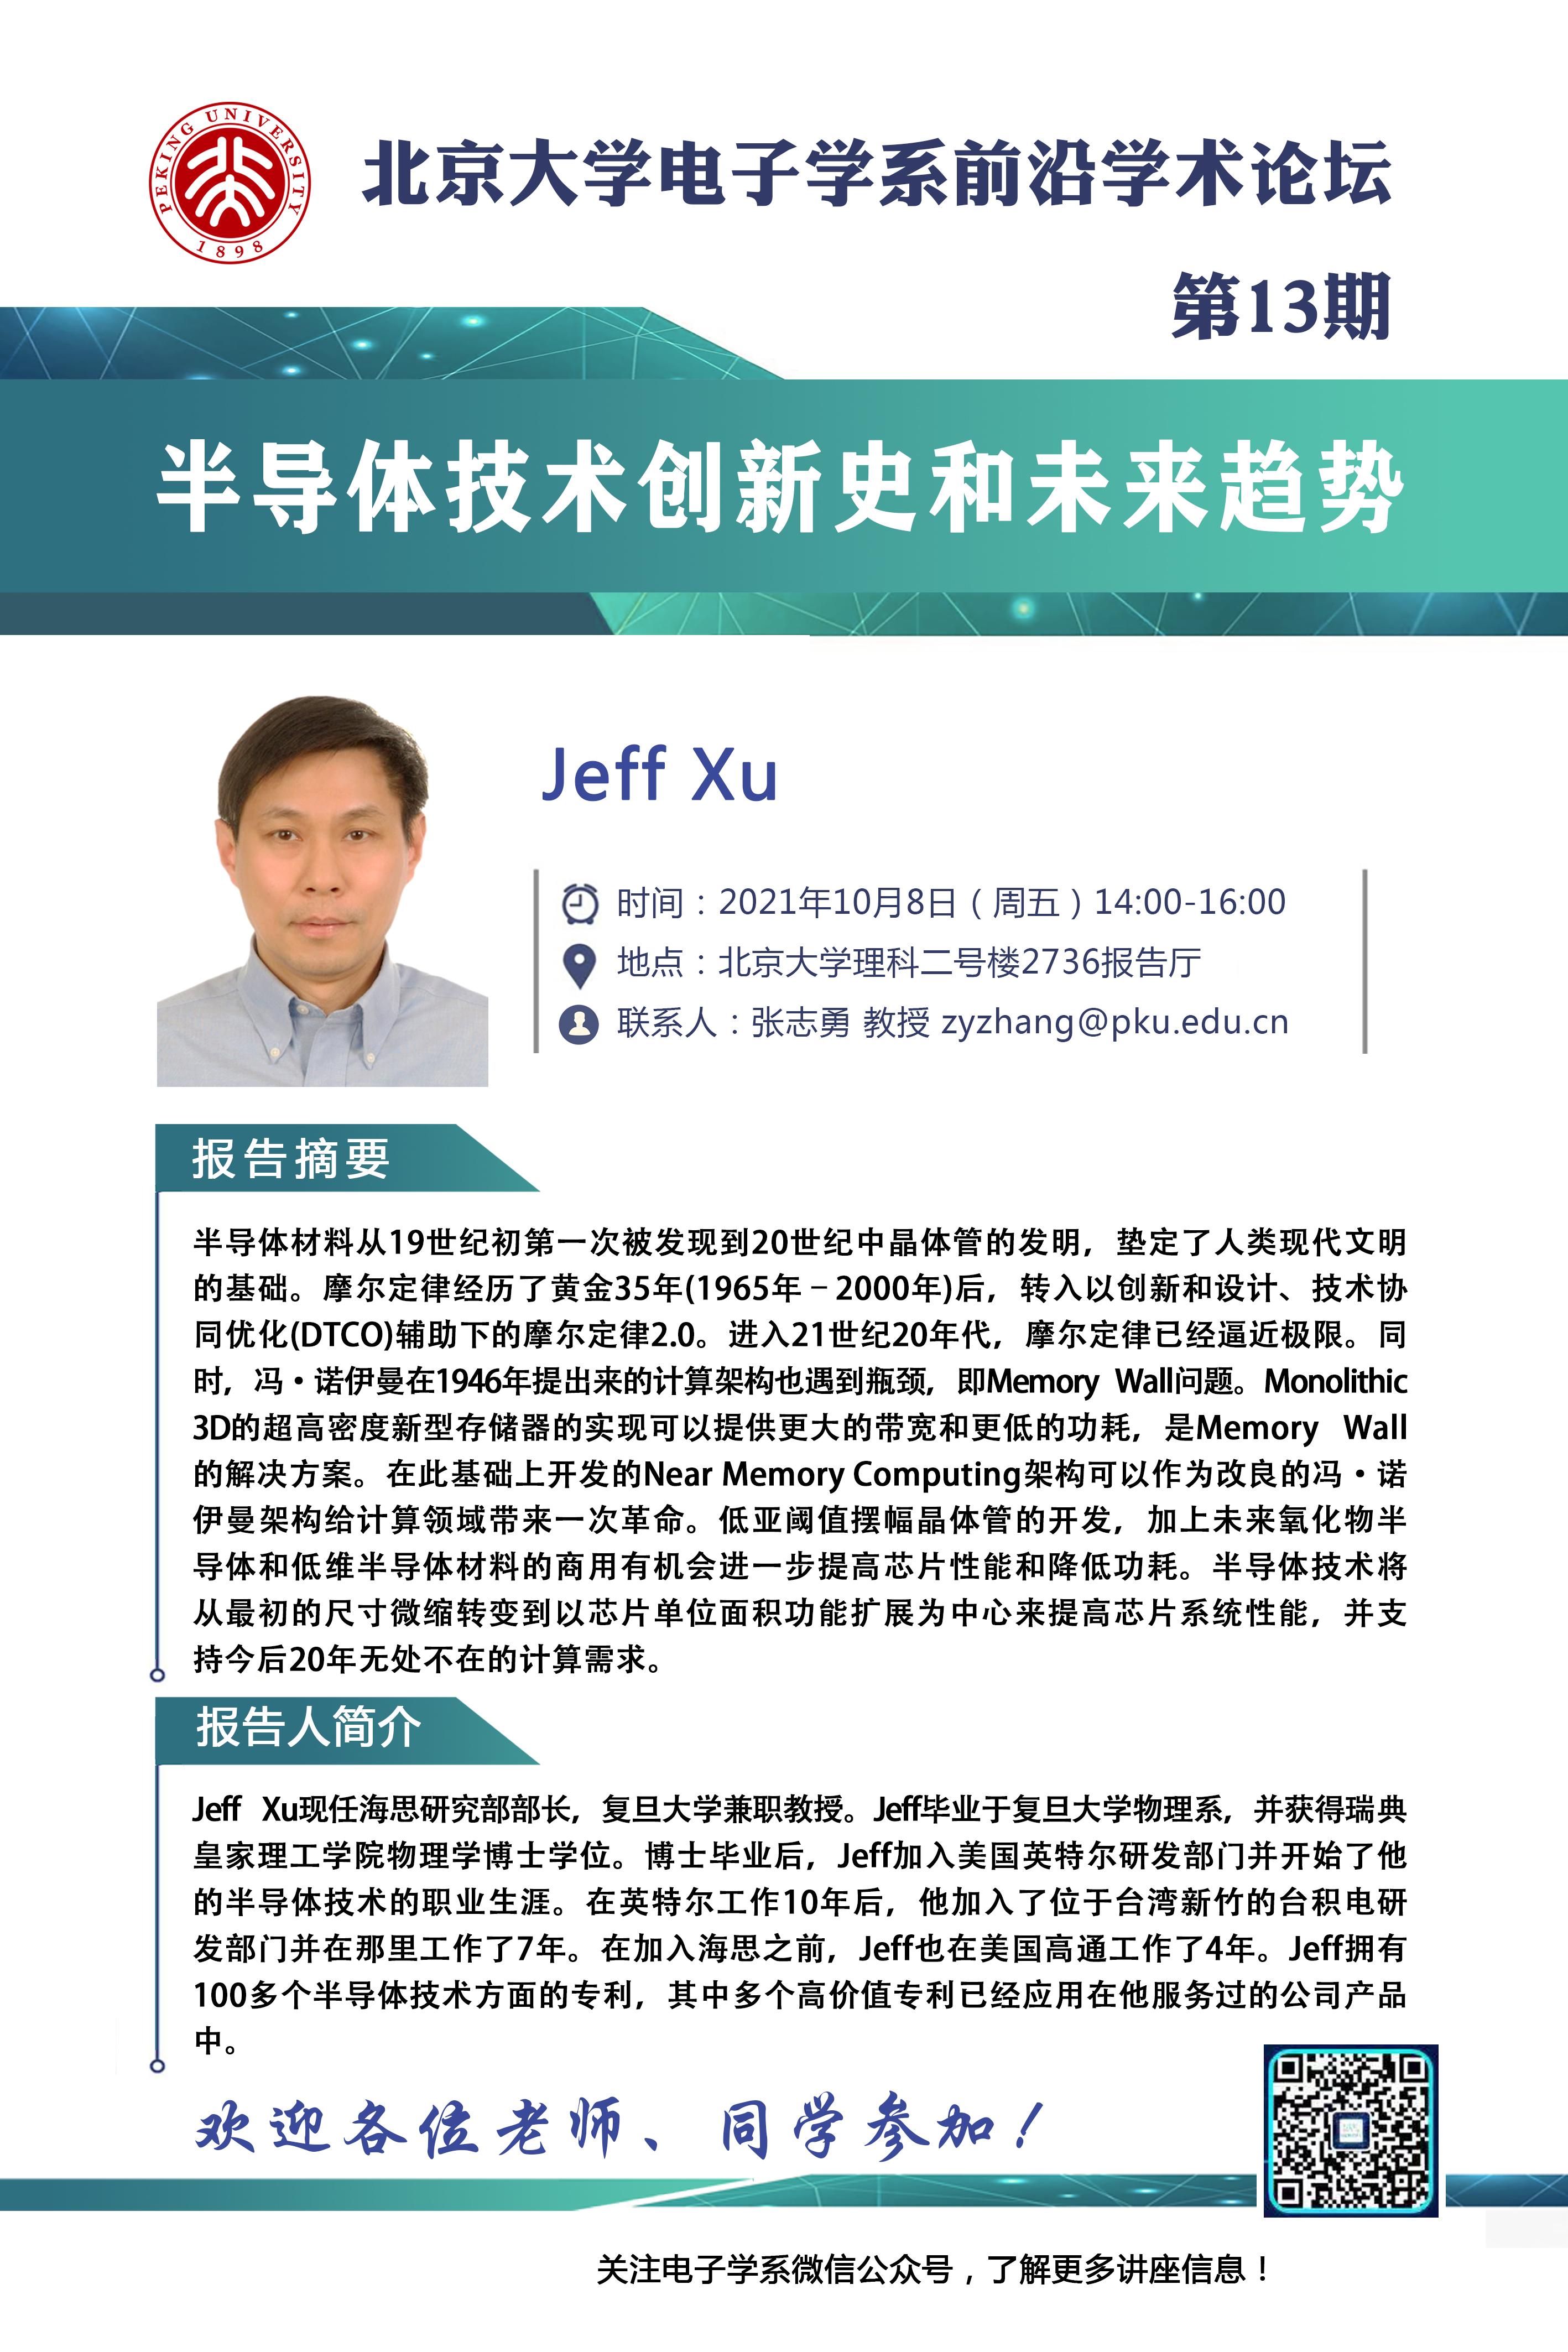 PEKING UNIVERSITY
1898
北京大学电子学系前沿学术论坛
第13期
半导体技术创新史和未来趋势
Jeff Xu
时间：2021年10月8日（周五）14:00-16:00
地点：北京大学理科二号楼2736报告厅
联系人：张志勇 教授 zyzhang@pku.edu.cn
报告摘要
半导体材料从19世纪初第一次被发现到20世纪中晶体管的发明，垫定了人类现代文明
的基础。摩尔定律经历了黄金35年(1965年－2000年)后，转入以创新和设计、技术协
同优化(DTCO)辅助下的摩尔定律2.0。进入21世纪20年代，摩尔定律已经逼近极限。同
时，冯·诺伊曼在1946年提出来的计算架构也遇到瓶颈，即Memory Wall问题。Monolithic
3D的超高密度新型存储器的实现可以提供更大的带宽和更低的功耗，是Memory Wall
的解决方案。在此基础上开发的Near Memory Computing架构可以作为改良的冯·诺
伊曼架构给计算领域带来一次革命。低亚阈值摆幅晶体管的开发，加上未来氧化物半
导体和低维半导体材料的商用有机会进一步提高芯片性能和降低功耗。半导体技术将
从最初的尺寸微缩转变到以芯片单位面积功能扩展为中心来提高芯片系统性能，并支
持今后20年无处不在的计算需求。
报告人简介
Jeff Xu现任海思研究部部长，复旦大学兼职教授。Jeff毕业于复旦大学物理系，并获得瑞典
皇家理工学院物理学博士学位。博士毕业后，Jeff加入美国英特尔研发部门并开始了他
的半导体技术的职业生涯。在英特尔工作10年后，他加入了位于台湾新竹的台积电研
发部门并在那里工作了7年。在加入海思之前，Jeff也在美国高通工作了4年。Jeff拥有
100多个半导体技术方面的专利，其中多个高价值专利已经应用在他服务过的公司产品
中。
欢迎各位老师、同学参加！
关注电子学系微信公众号，了解更多讲座信息！